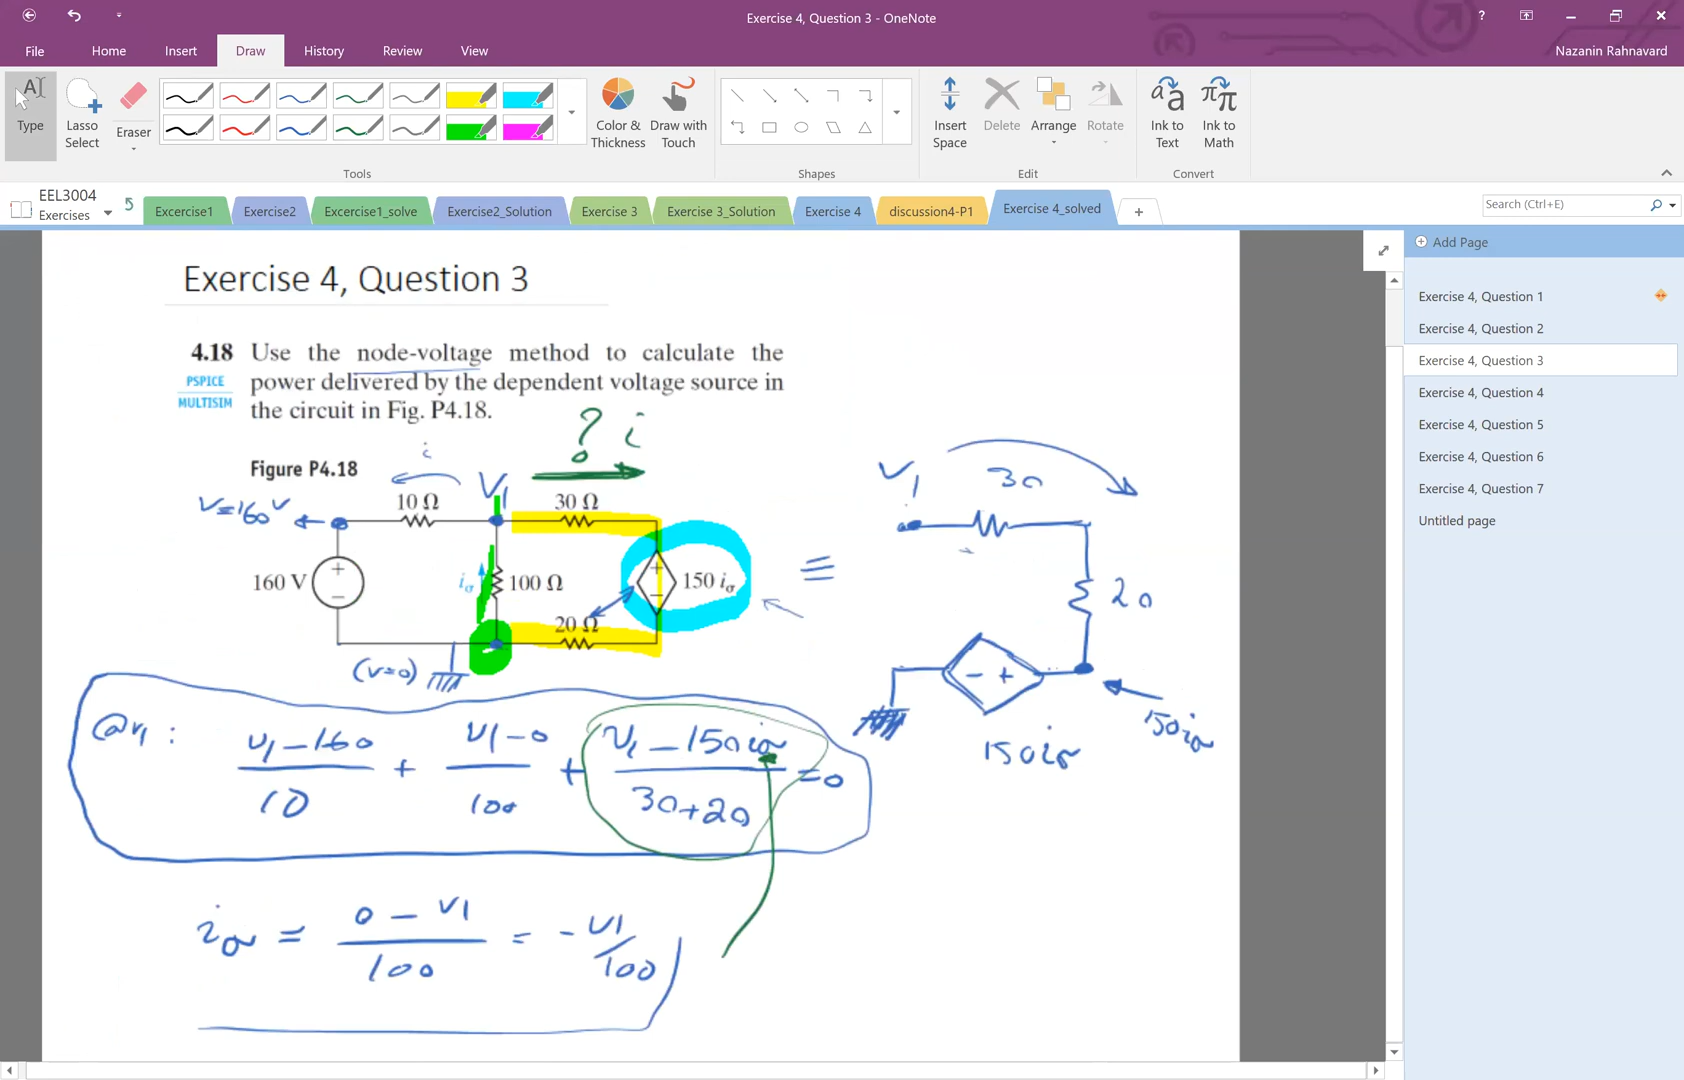 Exercise 4, Question 3 - OneNote
?
File Home Insert Draw History Review View
Nazanin Rahnavard
Type
Lasso Select
Eraser
Color & Thickness
Draw with Touch
Insert Space
Delete
Arrange
Rotate
Ink to Text
Ink to Math
Tools
Shapes
Edit
Convert
EEL3004
Exercises
Excercise1 Exercise2 Excercise1_solve Exercise2_Solution Exercise 3 Exercise 3_Solution Exercise 4 discussion4-P1 Exercise 4_solved +
Search (Ctrl+E)
Add Page
Exercise 4, Question 1
Exercise 4, Question 2
Exercise 4, Question 3
Exercise 4, Question 4
Exercise 4, Question 5
Exercise 4, Question 6
Exercise 4, Question 7
Untitled page
Exercise 4, Question 3
4.18 Use the node-voltage method to calculate the
PSPICE power delivered by the dependent voltage source in
MULTISIM the circuit in Fig. P4.18.
? i
i
Figure P4.18
V1
V=160V
10 Ω
30 Ω
160 V
+
−
iσ
100 Ω
+
−
150 iσ
20 Ω
(V=0)
V1
30
≡
20
− +
150iσ
150iσ
@V1 :
V1 − 160
10
+
V1 − 0
100
+
V1 − 150iσ
30+20
=0
iσ = 0 − V1
100
= − V1/100